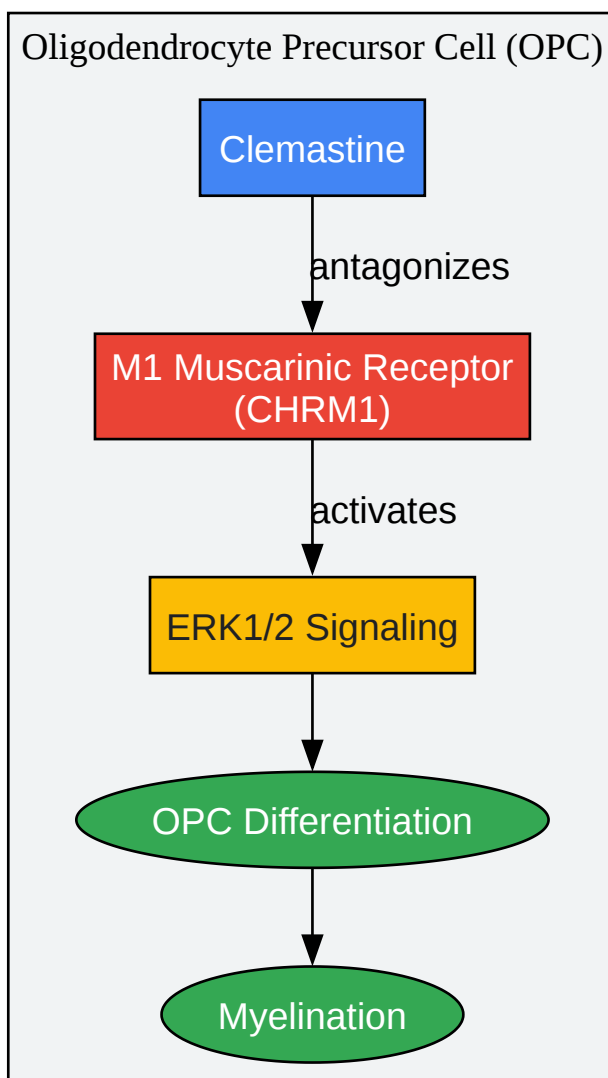 Oligodendrocyte Precursor Cell (OPC)
Clemastine
antagonizes
M1 Muscarinic Receptor
(CHRM1)
activates
ERK1/2 Signaling
OPC Differentiation
Myelination